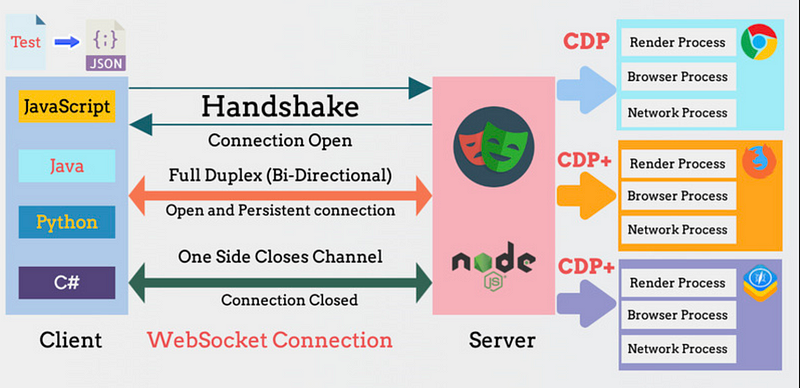 Test
{;}
JSON
JavaScript
Java
Python
C#
Client
Handshake
Connection Open
Full Duplex (Bi-Directional)
Open and Persistent connection
One Side Closes Channel
Connection Closed
WebSocket Connection
node
JS
Server
CDP
Render Process
Browser Process
Network Process
CDP+
Render Process
Browser Process
Network Process
CDP+
Render Process
Browser Process
Network Process